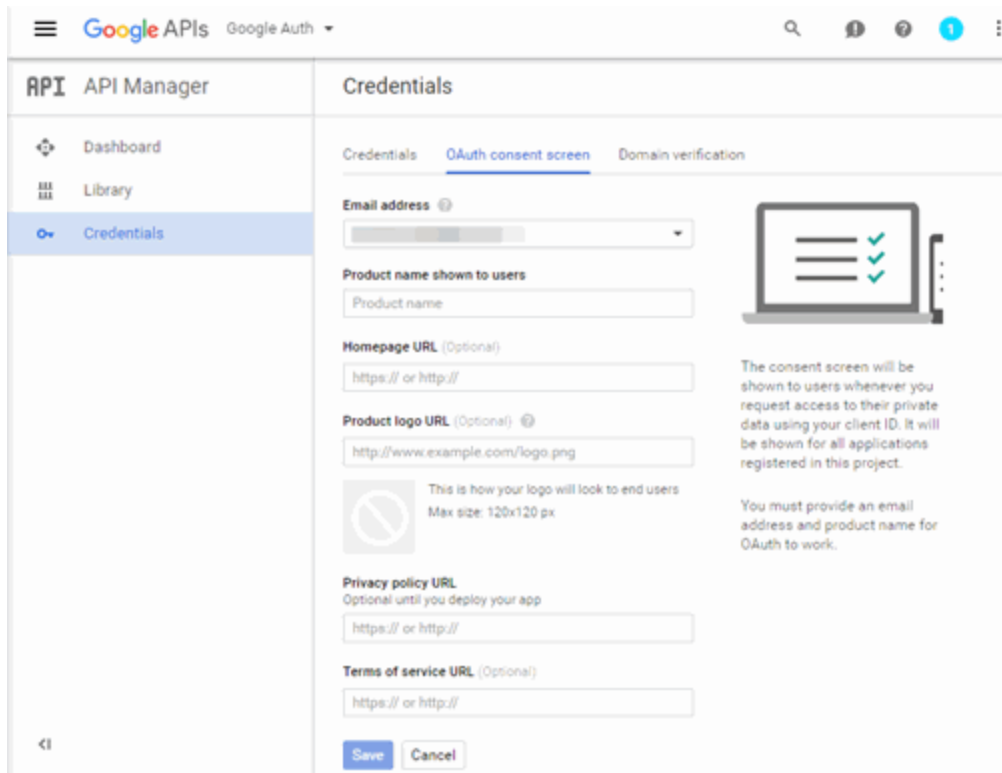 Google APIs Google Auth
1
API API Manager
Credentials
Dashboard
Library
Credentials
Credentials OAuth consent screen Domain verification
Email address
Product name shown to users
Product name
Homepage URL (Optional)
https:// or http://
Product logo URL (Optional)
http://www.example.com/logo.png
This is how your logo will look to end users
Max size: 120x120 px
Privacy policy URL
Optional until you deploy your app
https:// or http://
Terms of service URL (Optional)
https:// or http://
Save Cancel
The consent screen will be
shown to users whenever you
request access to their private
data using your client ID. It will
be shown for all applications
registered in this project.
You must provide an email
address and product name for
OAuth to work.